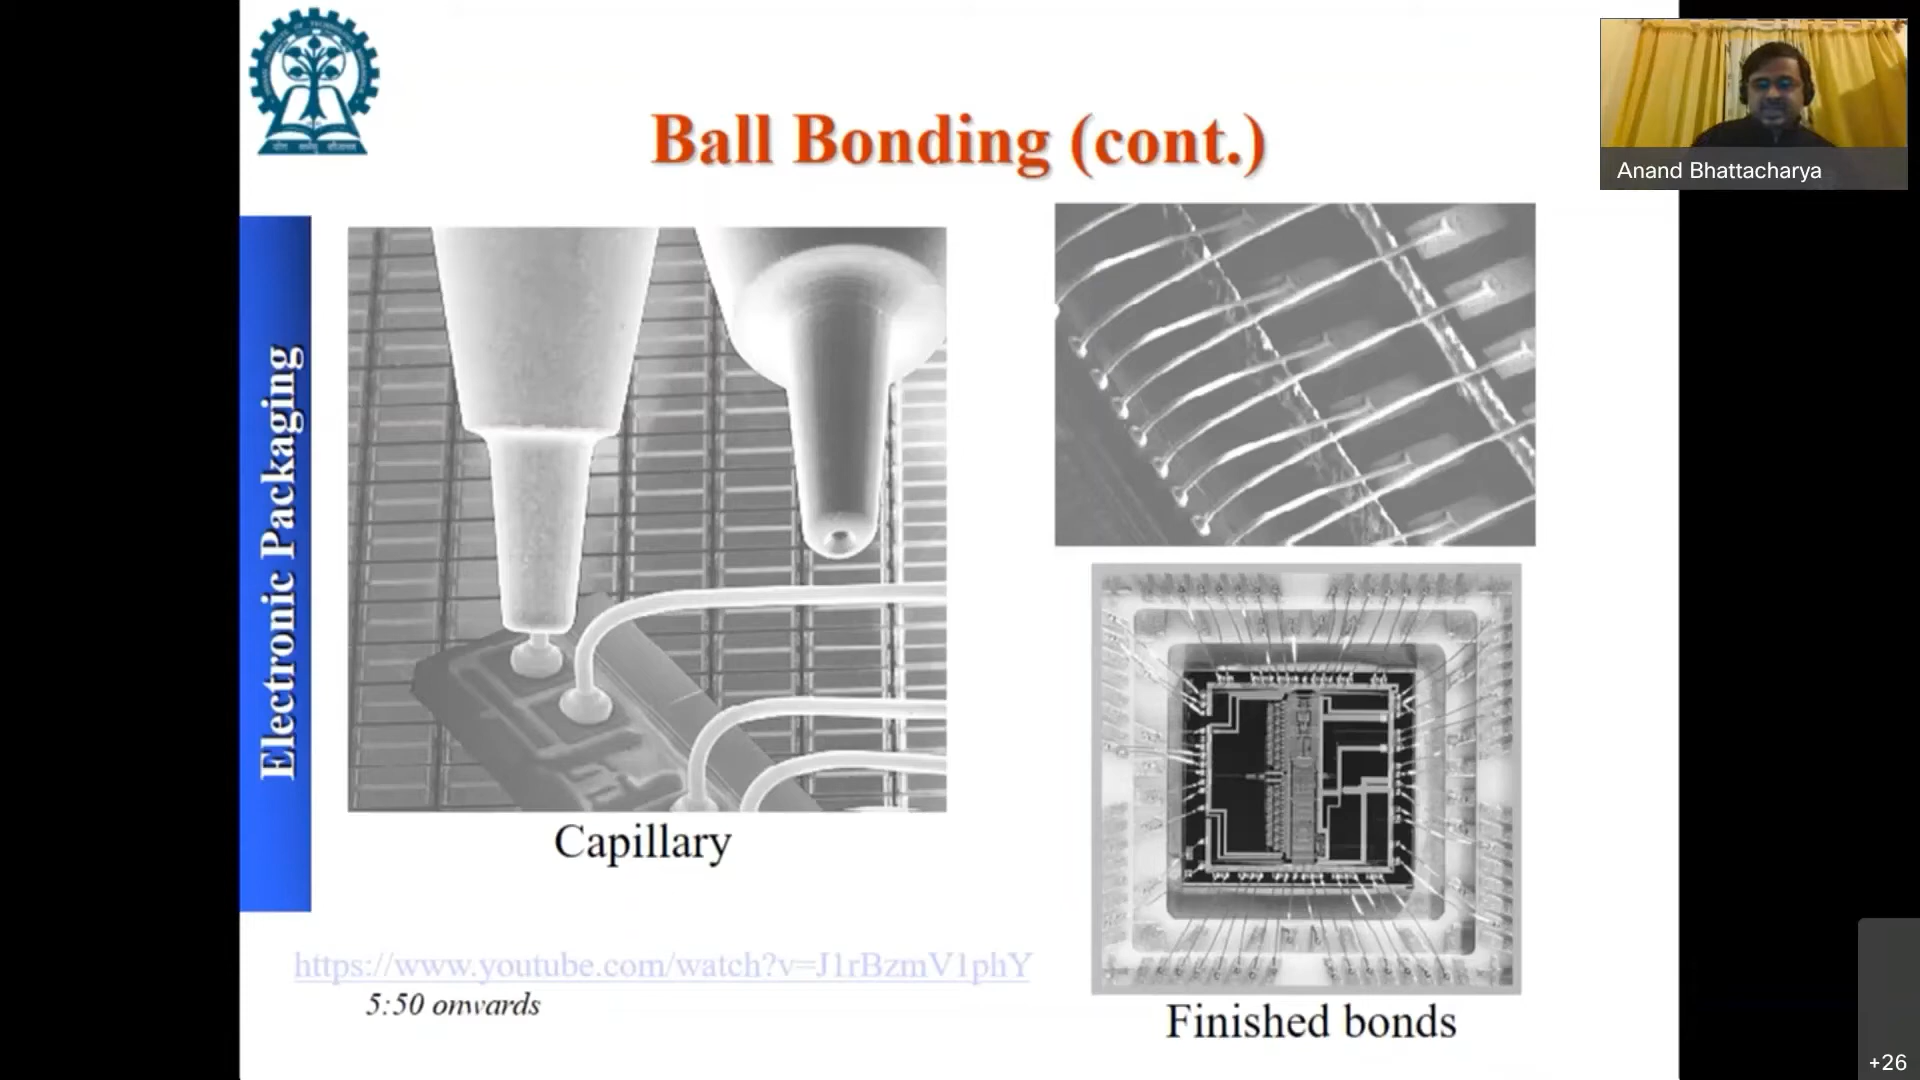 Ball Bonding (cont.)
Anand Bhattacharya
Electronic Packaging
Capillary
https://www.youtube.com/watch?v=J1rBzmV1phY
5:50 onwards
Finished bonds
+26